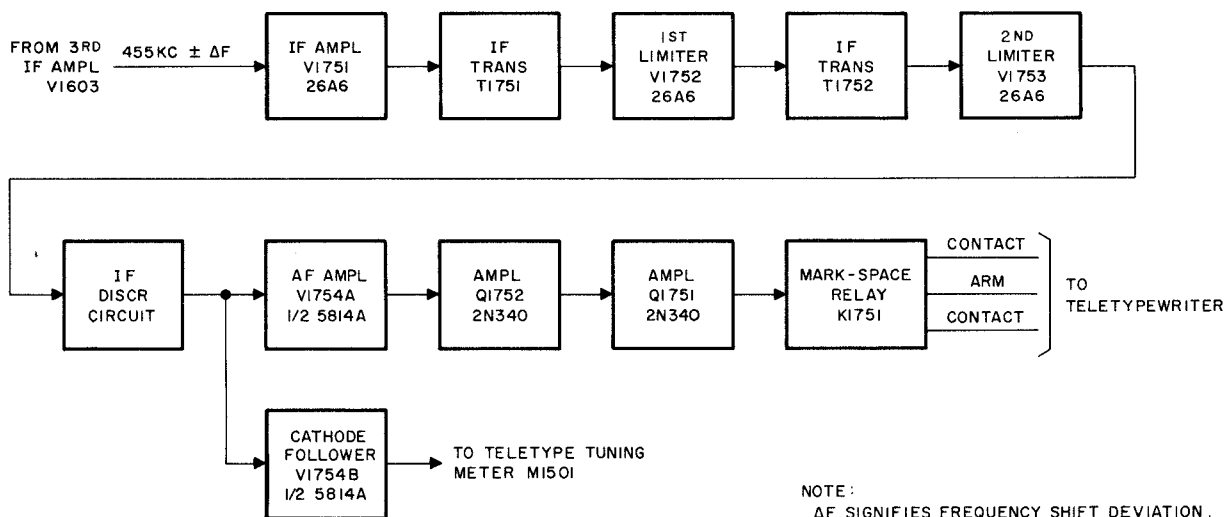 FROM 3RD
IF AMPL
V1603
455KC ± ΔF
IF AMPL
V1751
26A6
IF
TRANS
T1751
1ST
LIMITER
V1752
26A6
IF
TRANS
T1752
2ND
LIMITER
V1753
26A6
IF
DISCR
CIRCUIT
AF AMPL
V1754A
1/2 5814A
AMPL
Q1752
2N340
AMPL
Q1751
2N340
MARK-SPACE
RELAY
K1751
CONTACT
ARM
CONTACT
TO
TELETYPEWRITER
CATHODE
FOLLOWER
V1754B
1/2 5814A
TO TELETYPE TUNING
METER M1501
NOTE:
ΔF SIGNIFIES FREQUENCY SHIFT DEVIATION.